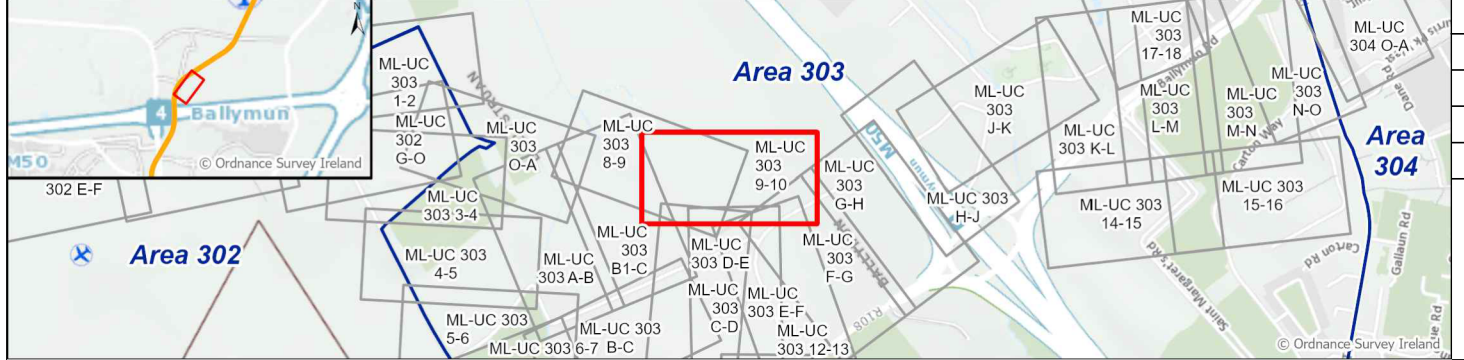 4
Ballymun
M50
© Ordnance Survey Ireland
302 E-F
Area 302
ML-UC
303
1-2
ML-UC
302
G-O
ML-UC
303
O-A
ML-UC
303 3-4
ML-UC 303
4-5
ML-UC 303
5-6
ML-UC 303 6-7
ML-UC
303 A-B
ML-UC 303
B-C
ML-UC
303
8-9
ML-UC
303
B1-C
ML-UC
303 D-E
ML-UC
303
C-D
ML-UC
303 E-F
ML-UC
303 12-13
Area 303
ML-UC
303
9-10
ML-UC
303
G-H
ML-UC
303
F-G
R108
M50
ML-UC 303
H-J
ML-UC
303
J-K
ML-UC
303 K-L
ML-UC
303
17-18
Ballymun Rd
ML-UC
303
L-M
ML-UC
303
M-N
ML-UC
303
N-O
ML-UC
304 O-A
Carton Way
Dane Rd
Area
304
ML-UC 303
14-15
ML-UC 303
15-16
Saint Margaret's Rd
Carton Rd
Gallaun Rd
© Ordnance Survey Ireland